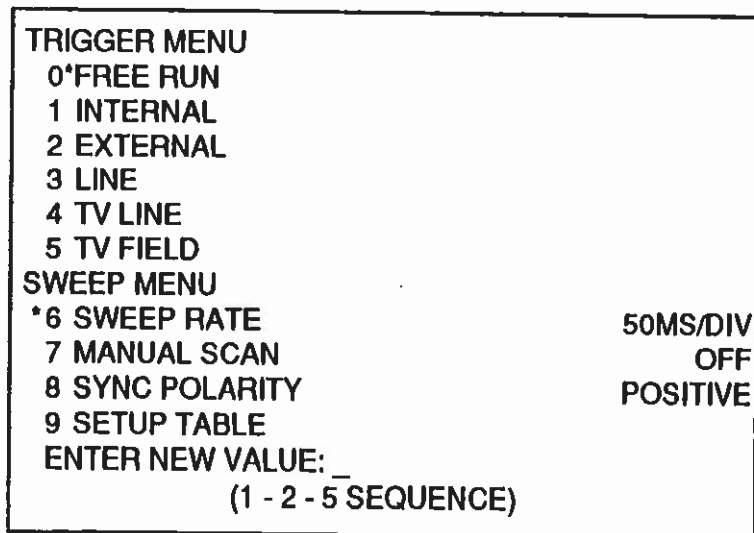 TRIGGER MENU
0*FREE RUN
1 INTERNAL
2 EXTERNAL
3 LINE
4 TV LINE
5 TV FIELD
SWEEP MENU
*6 SWEEP RATE 50MS/DIV
7 MANUAL SCAN OFF
8 SYNC POLARITY POSITIVE
9 SETUP TABLE
ENTER NEW VALUE: _
(1 - 2 - 5 SEQUENCE)